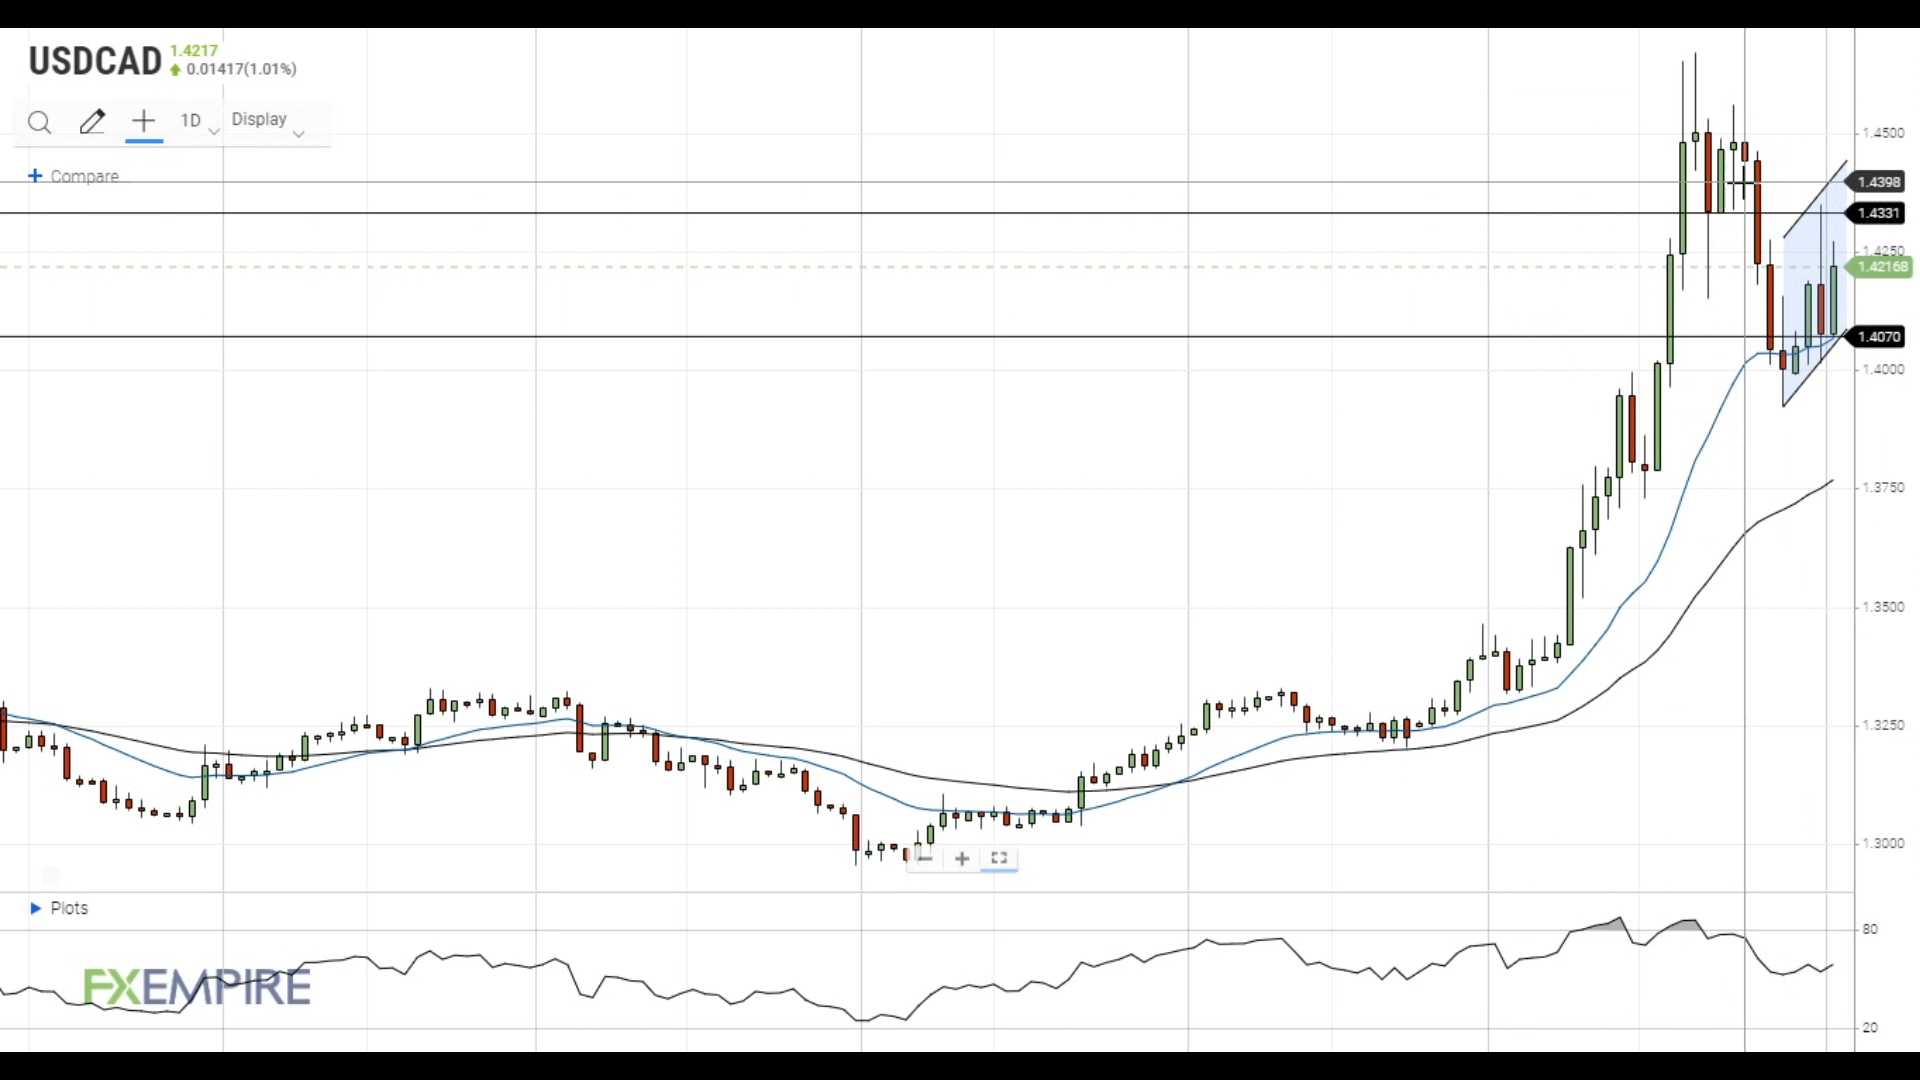 USDCAD 1.4217
0.01417(1.01%)
1D Display
+ Compare...
1.4500
1.4398
1.4331
1.4250
1.42168
1.4070
1.4000
1.3750
1.3500
1.3250
1.3000
Plots
80
FXEMPIRE
20